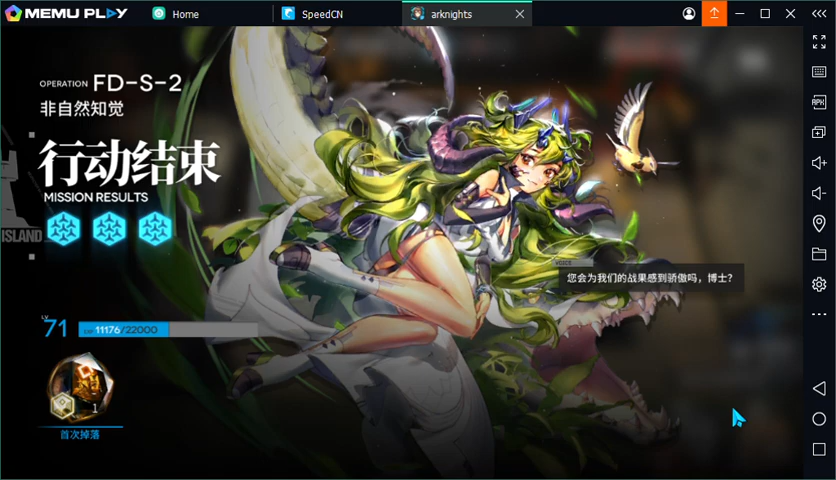 MEMU PLAY
Home
SpeedCN
arknights
OPERATION FD-S-2
非自然知觉
行动结束
MISSION RESULTS
ISLAND
VOICE
您会为我们的战果感到骄傲吗，博士？
LV
71
EXP 11176/22000
1
首次掉落
APK